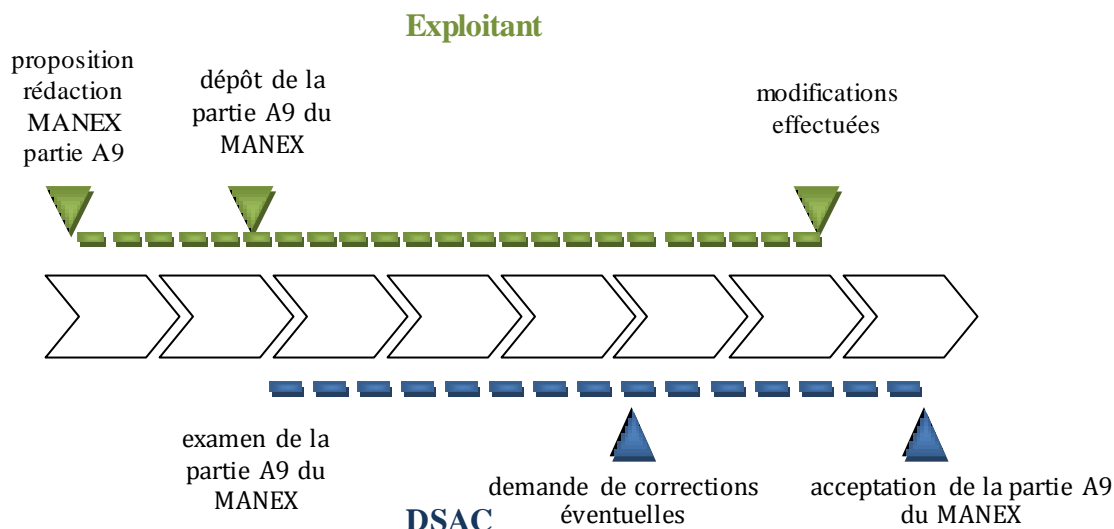 Exploitant
proposition
rédaction
MANEX
partie A9
dépôt de la
partie A9 du
MANEX
modifications
effectuées
examen de la
partie A9 du
MANEX
demande de corrections
éventuelles
acceptation de la partie A9
du MANEX
DSAC